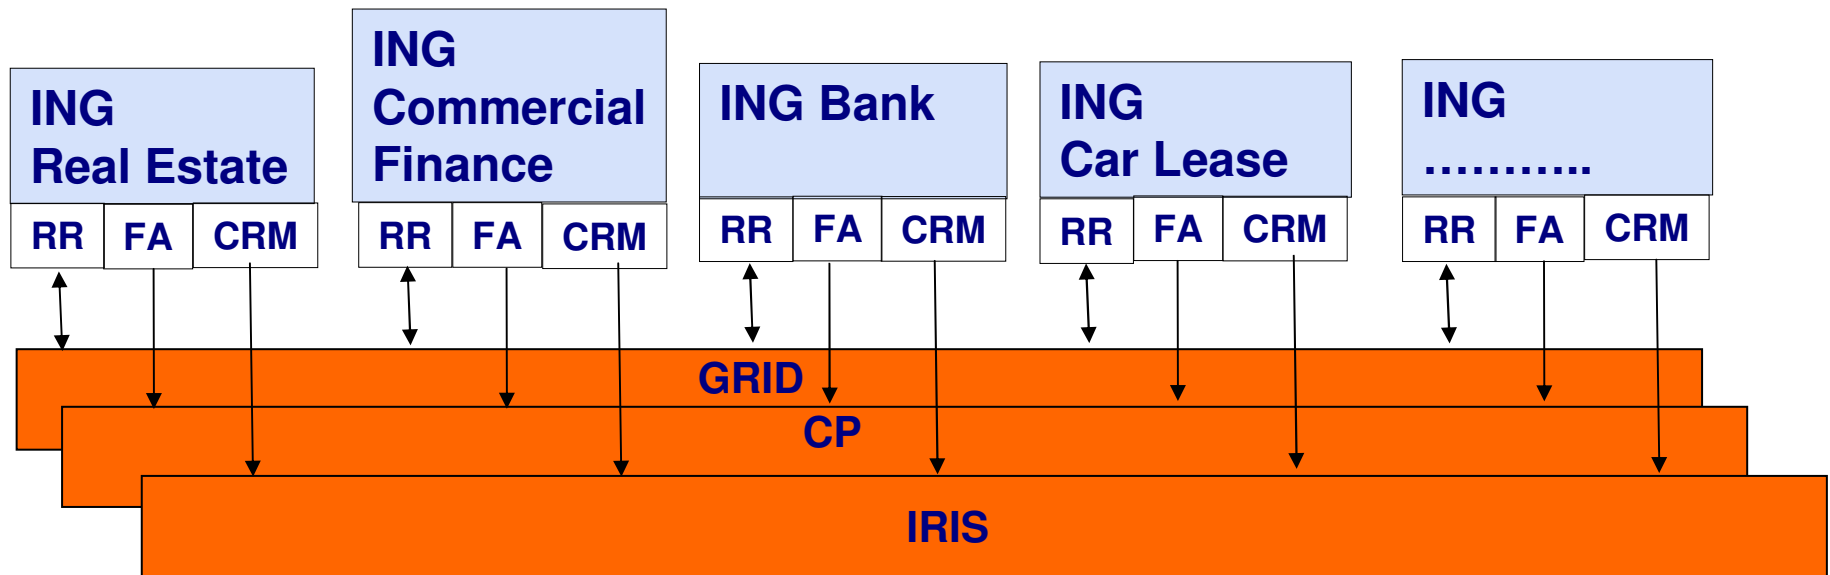 ING
Real Estate
RR FA CRM
ING
Commercial
Finance
RR FA CRM
ING Bank
RR FA CRM
ING
Car Lease
RR FA CRM
ING
………...
RR FA CRM
GRID
CP
IRIS